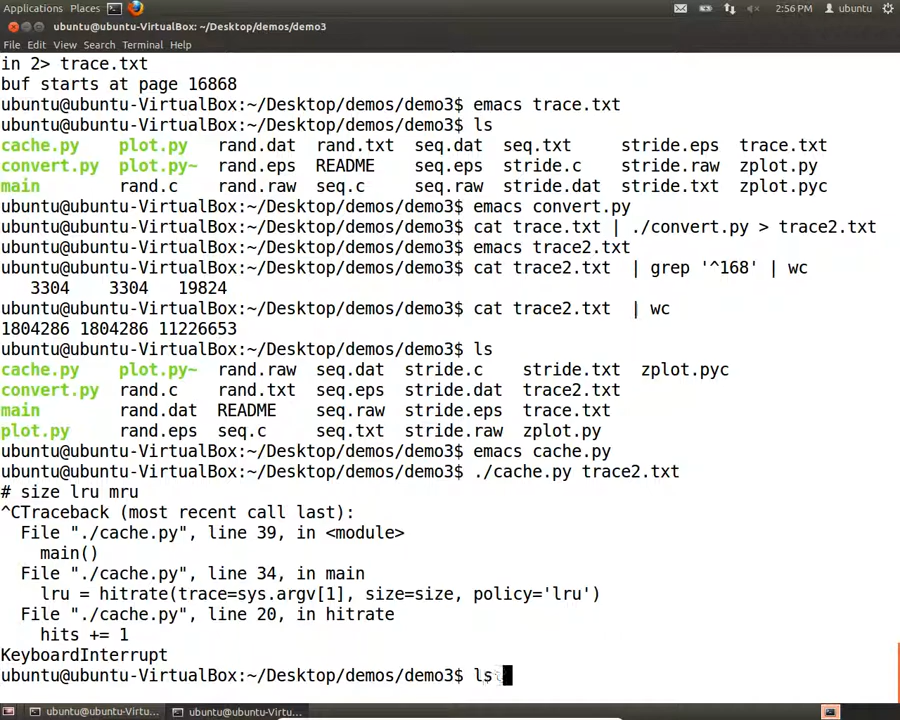 Applications Places 2:56 PM ubuntu
ubuntu@ubuntu-VirtualBox: ~/Desktop/demos/demo3
File Edit View Search Terminal Help
in 2> trace.txt
buf starts at page 16868
ubuntu@ubuntu-VirtualBox:~/Desktop/demos/demo3$ emacs trace.txt
ubuntu@ubuntu-VirtualBox:~/Desktop/demos/demo3$ ls
cache.py plot.py rand.dat rand.txt seq.dat seq.txt stride.eps trace.txt
convert.py plot.py~ rand.eps README seq.eps stride.c stride.raw zplot.py
main rand.c rand.raw seq.c seq.raw stride.dat stride.txt zplot.pyc
ubuntu@ubuntu-VirtualBox:~/Desktop/demos/demo3$ emacs convert.py
ubuntu@ubuntu-VirtualBox:~/Desktop/demos/demo3$ cat trace.txt | ./convert.py > trace2.txt
ubuntu@ubuntu-VirtualBox:~/Desktop/demos/demo3$ emacs trace2.txt
ubuntu@ubuntu-VirtualBox:~/Desktop/demos/demo3$ cat trace2.txt | grep '^168' | wc
3304 3304 19824
ubuntu@ubuntu-VirtualBox:~/Desktop/demos/demo3$ cat trace2.txt | wc
1804286 1804286 11226653
ubuntu@ubuntu-VirtualBox:~/Desktop/demos/demo3$ ls
cache.py plot.py~ rand.raw seq.dat stride.c stride.txt zplot.pyc
convert.py rand.c rand.txt seq.eps stride.dat trace2.txt
main rand.dat README seq.raw stride.eps trace.txt
plot.py rand.eps seq.c seq.txt stride.raw zplot.py
ubuntu@ubuntu-VirtualBox:~/Desktop/demos/demo3$ emacs cache.py
ubuntu@ubuntu-VirtualBox:~/Desktop/demos/demo3$ ./cache.py trace2.txt
# size lru mru
^CTraceback (most recent call last):
File "./cache.py", line 39, in <module>
main()
File "./cache.py", line 34, in main
lru = hitrate(trace=sys.argv[1], size=size, policy='lru')
File "./cache.py", line 20, in hitrate
hits += 1
KeyboardInterrupt
ubuntu@ubuntu-VirtualBox:~/Desktop/demos/demo3$ ls
ubuntu@ubuntu-Virtu... ubuntu@ubuntu-Virtu...